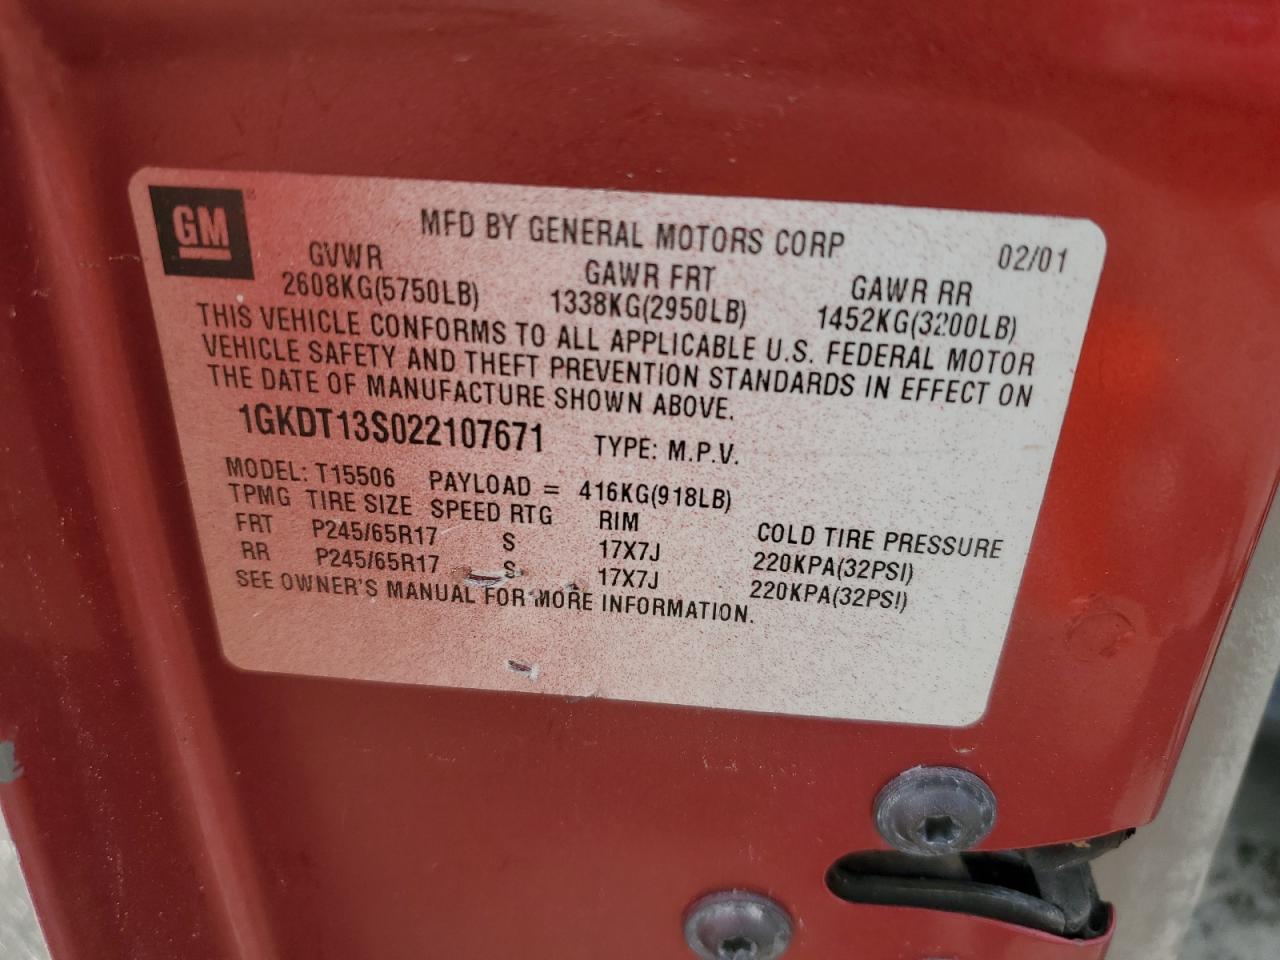 GM
MFD BY GENERAL MOTORS CORP 02/01
GVWR GAWR FRT GAWR RR
2608KG(5750LB) 1338KG(2950LB) 1452KG(3200LB)
THIS VEHICLE CONFORMS TO ALL APPLICABLE U.S. FEDERAL MOTOR
VEHICLE SAFETY AND THEFT PREVENTION STANDARDS IN EFFECT ON
THE DATE OF MANUFACTURE SHOWN ABOVE.
1GKDT13S022107671 TYPE: M.P.V.
MODEL: T15506 PAYLOAD = 416KG(918LB)
TPMG TIRE SIZE SPEED RTG RIM COLD TIRE PRESSURE
FRT P245/65R17 S 17X7J 220KPA(32PSI)
RR P245/65R17 S 17X7J 220KPA(32PSI)
SEE OWNER'S MANUAL FOR MORE INFORMATION.